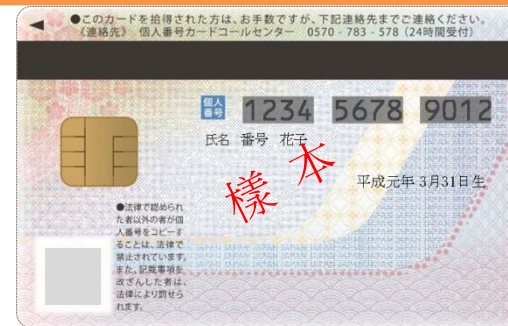 ●このカードを拾得された方は、お手数ですが、下記連絡先までご連絡ください。
《連絡先》 個人番号カードコールセンター 0570-783-578（24時間受付）
個人番号 1234 5678 9012
氏名 番号 花子
様本
平成元年 3月31日生
●法律で認められ
た者以外の者が個
人番号をコピーす
ることは、法律で
禁止されています。
また、記載事項を
改ざんした者は、
法律により罰せら
れます。